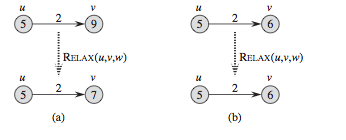 u v u v
5 2 9 5 2 6
RELAX(u,v,w) RELAX(u,v,w)
u v u v
5 2 7 5 2 6
(a) (b)